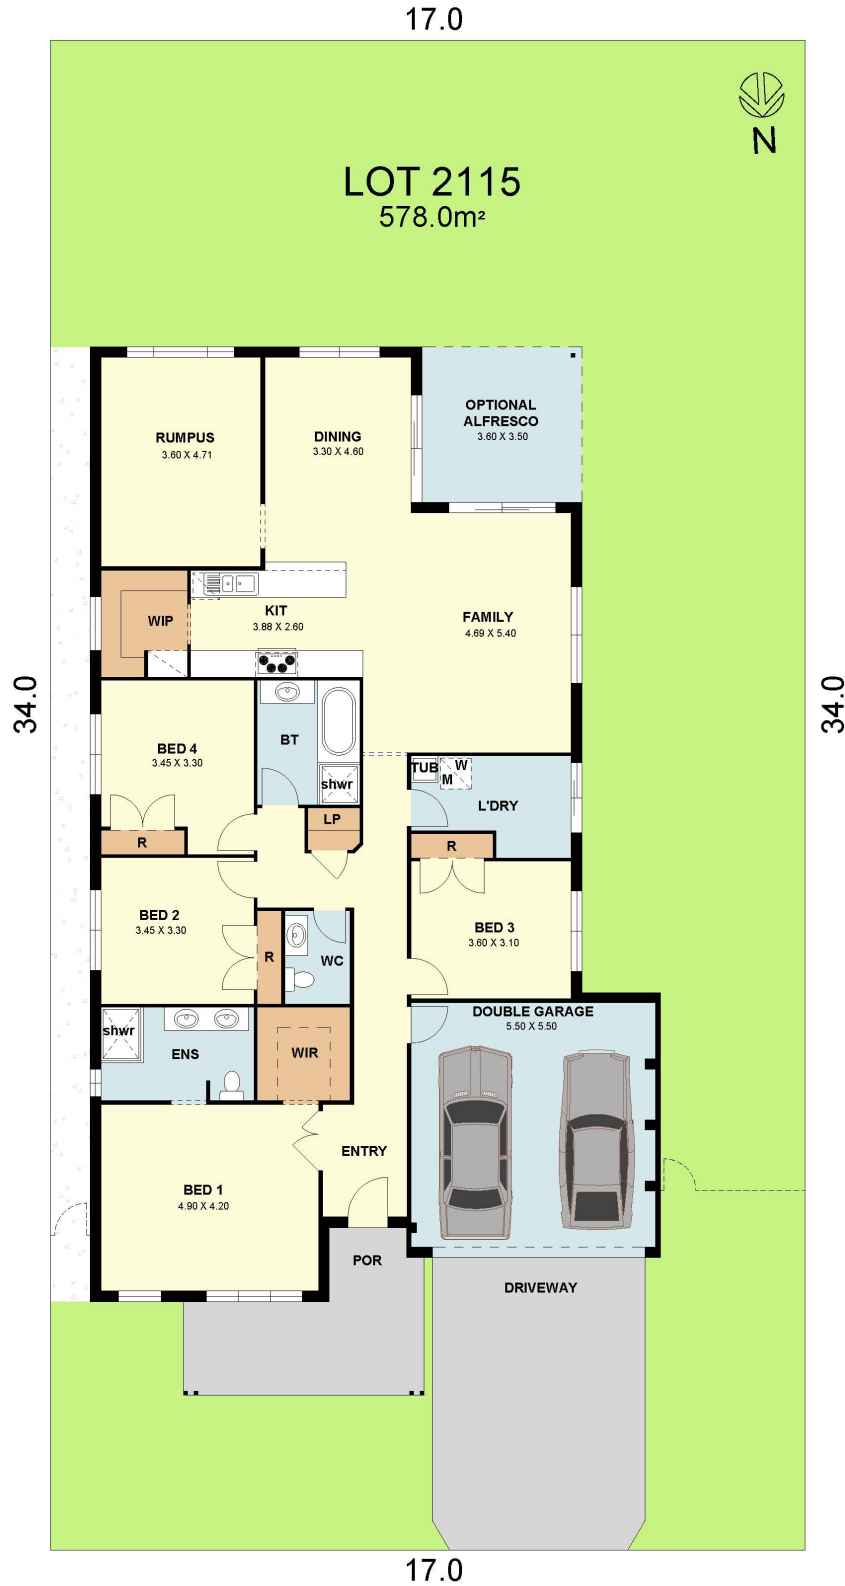 17.0
N
LOT 2115
578.0m²
RUMPUS
3.60 X 4.71
DINING
3.30 X 4.60
OPTIONAL
ALFRESCO
3.60 X 3.50
WIP
KIT
3.88 X 2.60
FAMILY
4.69 X 5.40
34.0
34.0
BED 4
3.45 X 3.30
BT
shwr
TUB
W
M
L'DRY
LP
R
R
BED 2
3.45 X 3.30
R
WC
BED 3
3.60 X 3.10
shwr
ENS
WIR
DOUBLE GARAGE
5.50 X 5.50
ENTRY
BED 1
4.90 X 4.20
POR
DRIVEWAY
17.0